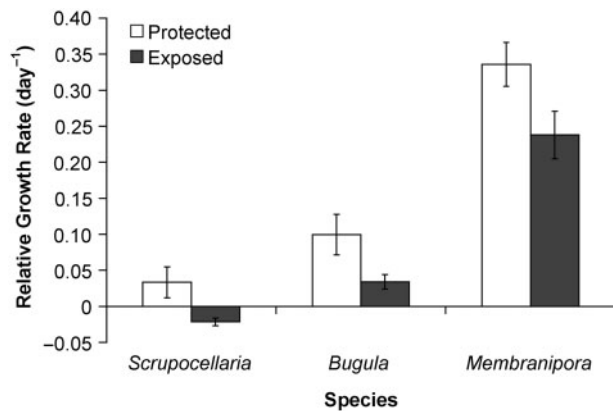 0.40
0.35
0.30
0.25
0.20
0.15
0.10
0.05
0
−0.05
Relative Growth Rate (day⁻¹)
Protected
Exposed
Scrupocellaria Bugula Membranipora
Species